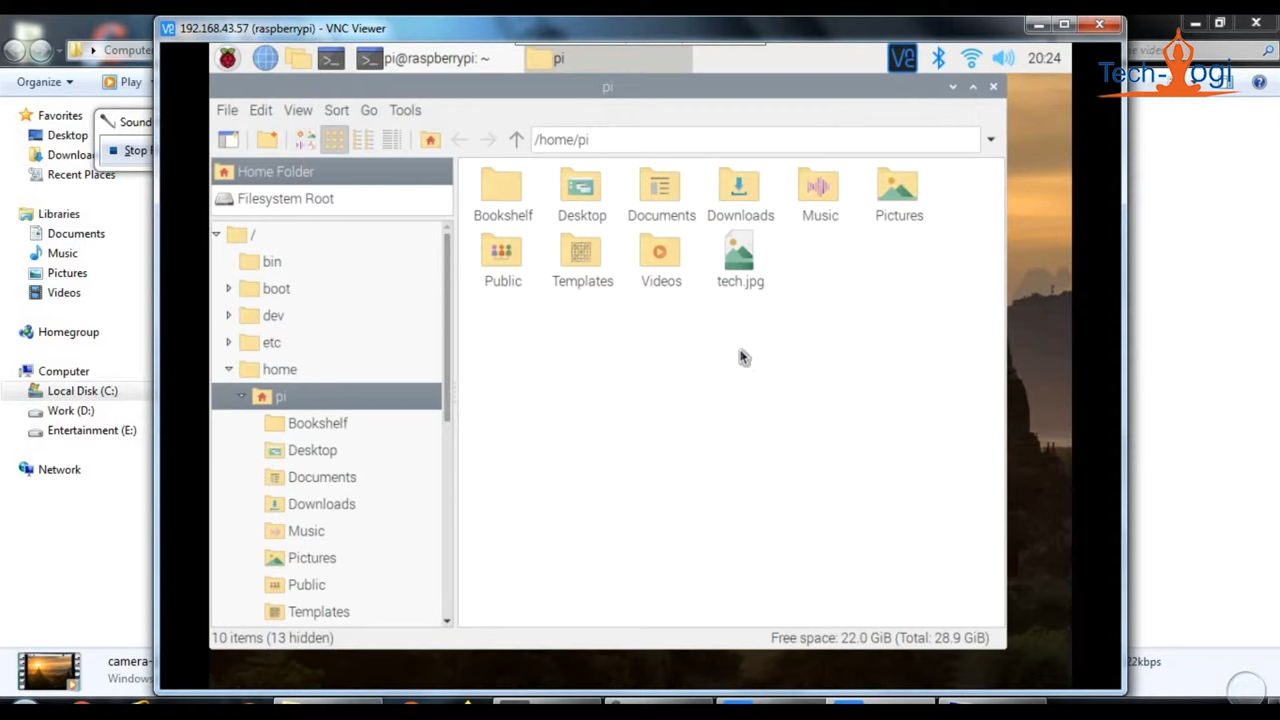 192.168.43.57 (raspberrypi) - VNC Viewer
Computer
Organize
Play
Favorites
Desktop
Recent Places
Libraries
Documents
Music
Pictures
Videos
Homegroup
Computer
Local Disk (C:)
Work (D:)
Entertainment (E:)
Network
Sound
Stop
pi@raspberrypi: ~
pi
20:24
Tech-Yogi
pi
File Edit View Sort Go Tools
/home/pi
Home Folder
Filesystem Root
/
bin
boot
dev
etc
home
pi
Bookshelf
Desktop
Documents
Downloads
Music
Pictures
Public
Templates
Bookshelf Desktop Documents Downloads Music Pictures
Public Templates Videos tech.jpg
10 items (13 hidden)
Free space: 22.0 GiB (Total: 28.9 GiB)
camera-
22kbps